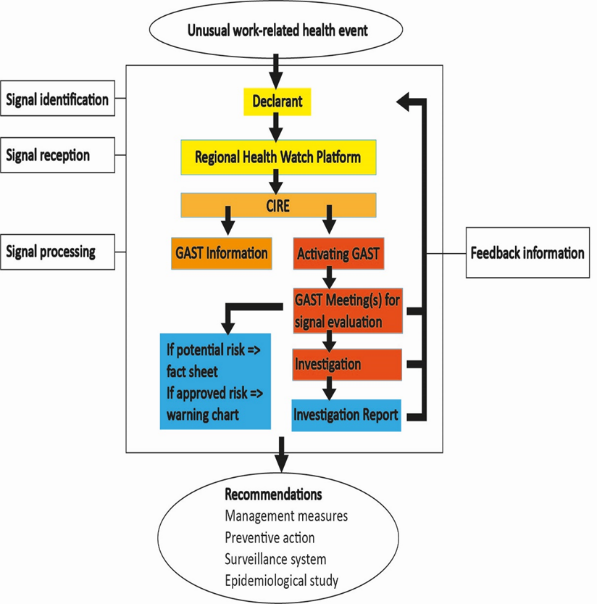 Unusual work-related health event
Signal identification
Declarant
Signal reception
Regional Health Watch Platform
CIRE
Signal processing
GAST Information
Activating GAST
Feedback information
GAST Meeting(s) for
signal evaluation
If potential risk =>
fact sheet
If approved risk =>
warning chart
Investigation
Investigation Report
Recommendations
Management measures
Preventive action
Surveillance system
Epidemiological study